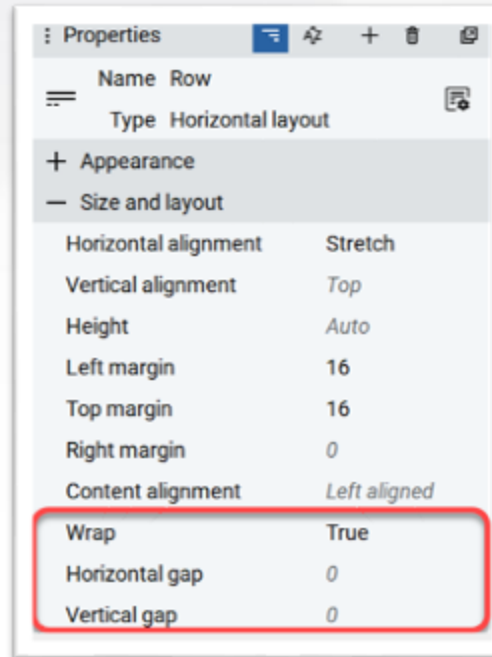 Properties
Name Row
Type Horizontal layout
+ Appearance
— Size and layout
Horizontal alignment Stretch
Vertical alignment Top
Height Auto
Left margin 16
Top margin 16
Right margin 0
Content alignment Left aligned
Wrap True
Horizontal gap 0
Vertical gap 0